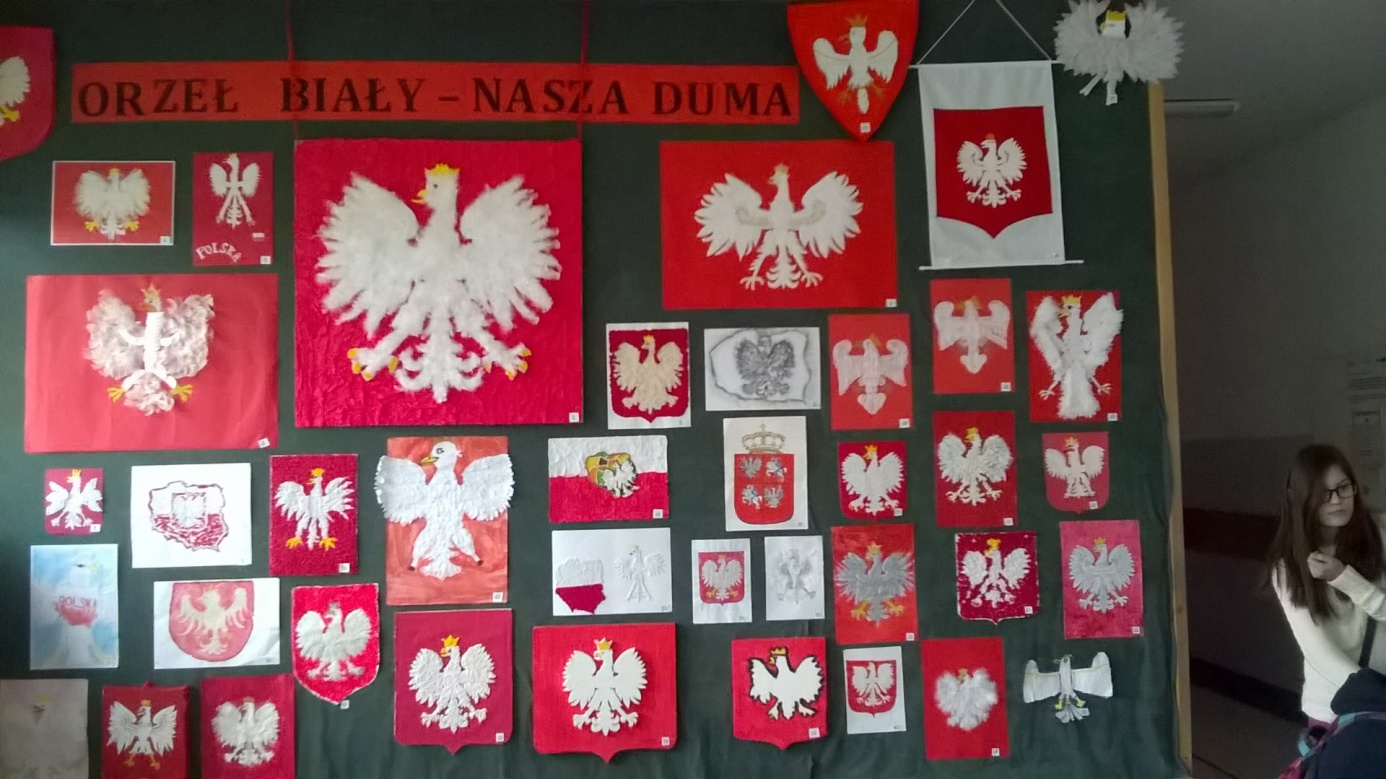 ORZEŁ BIAŁY – NASZA DUMA
POLSKA
POLSKA